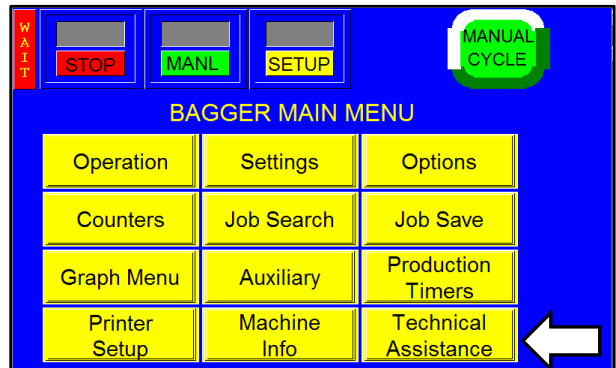 WAIT
STOP MANL SETUP
MANUAL
CYCLE
BAGGER MAIN MENU
Operation Settings Options
Counters Job Search Job Save
Graph Menu Auxiliary Production
Timers
Printer
Setup
Machine
Info
Technical
Assistance